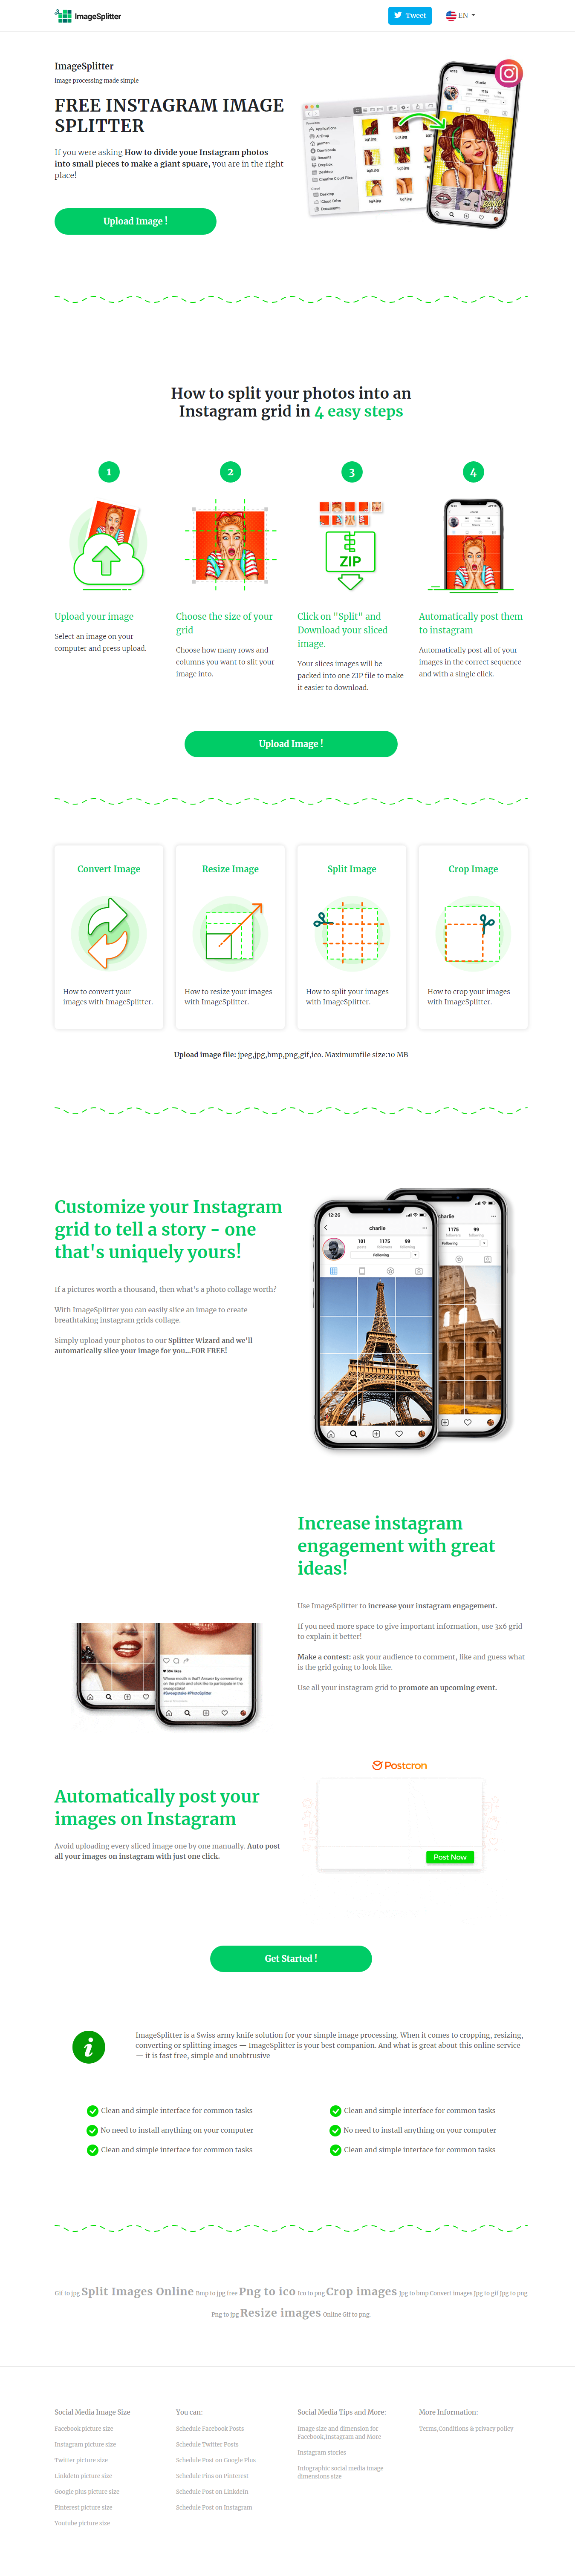 ImageSplitter
Tweet
EN
ImageSplitter
image processing made simple
FREE INSTAGRAM IMAGE
SPLITTER
If you were asking How to divide youe Instagram photos
into small pieces to make a giant spuare, you are in the right
place!
Upload Image !
How to split your photos into an
Instagram grid in 4 easy steps
1
2
3
4
ZIP
Upload your image
Select an image on your
computer and press upload.
Choose the size of your
grid
Choose how many rows and
columns you want to slit your
image into.
Click on "Split" and
Download your sliced
image.
Your slices images will be
packed into one ZIP file to make
it easier to download.
Automatically post them
to instagram
Automatically post all of your
images in the correct sequence
and with a single click.
Upload Image !
Convert Image
How to convert your
images with ImageSplitter.
Resize Image
How to resize your images
with ImageSplitter.
Split Image
How to split your images
with ImageSplitter.
Crop Image
How to crop your images
with ImageSplitter.
Upload image file: jpeg,jpg,bmp,png,gif,ico. Maximumfile size:10 MB
Customize your Instagram
grid to tell a story - one
that's uniquely yours!
If a pictures worth a thousand, then what's a photo collage worth?
With ImageSplitter you can easily slice an image to create
breathtaking instagram grids collage.
Simply upload your photos to our Splitter Wizard and we'll
automatically slice your image for you...FOR FREE!
12:26
charlie
101
1175
99
charlie
1175
99
Increase instagram
engagement with great
ideas!
Use ImageSplitter to increase your instagram engagement.
If you need more space to give important information, use 3x6 grid
to explain it better!
Make a contest: ask your audience to comment, like and guess what
is the grid going to look like.
Use all your instagram grid to promote an upcoming event.
Whose mouth is that? Answer by commenting
on the photo and click like to participate in the
sweepstake!
#Sweepstake #PhotoSplitter
Automatically post your
images on Instagram
Avoid uploading every sliced image one by one manually. Auto post
all your images on instagram with just one click.
Postcron
Post Now
Get Started !
ImageSplitter is a Swiss army knife solution for your simple image processing. When it comes to cropping, resizing,
converting or splitting images — ImageSplitter is your best companion. And what is great about this online service
— it is fast free, simple and unobtrusive
Clean and simple interface for common tasks
No need to install anything on your computer
Clean and simple interface for common tasks
Clean and simple interface for common tasks
No need to install anything on your computer
Clean and simple interface for common tasks
Gif to jpg Split Images Online Bmp to jpg free Png to ico Ico to png Crop images Jpg to bmp Convert images Jpg to gif Jpg to png
Png to jpg Resize images Online Gif to png.
Social Media Image Size
Facebook picture size
Instagram picture size
Twitter picture size
LinkdeIn picture size
Google plus picture size
Pinterest picture size
Youtube picture size
You can:
Schedule Facebook Posts
Schedule Twitter Posts
Schedule Post on Google Plus
Schedule Pins on Pinterest
Schedule Post on LinkdeIn
Schedule Post on Instagram
Social Media Tips and More:
Image size and dimension for
Facebook,Instagram and More
Instagram stories
Infographic social media image
dimensions size
More Information:
Terms,Conditions & privacy policy